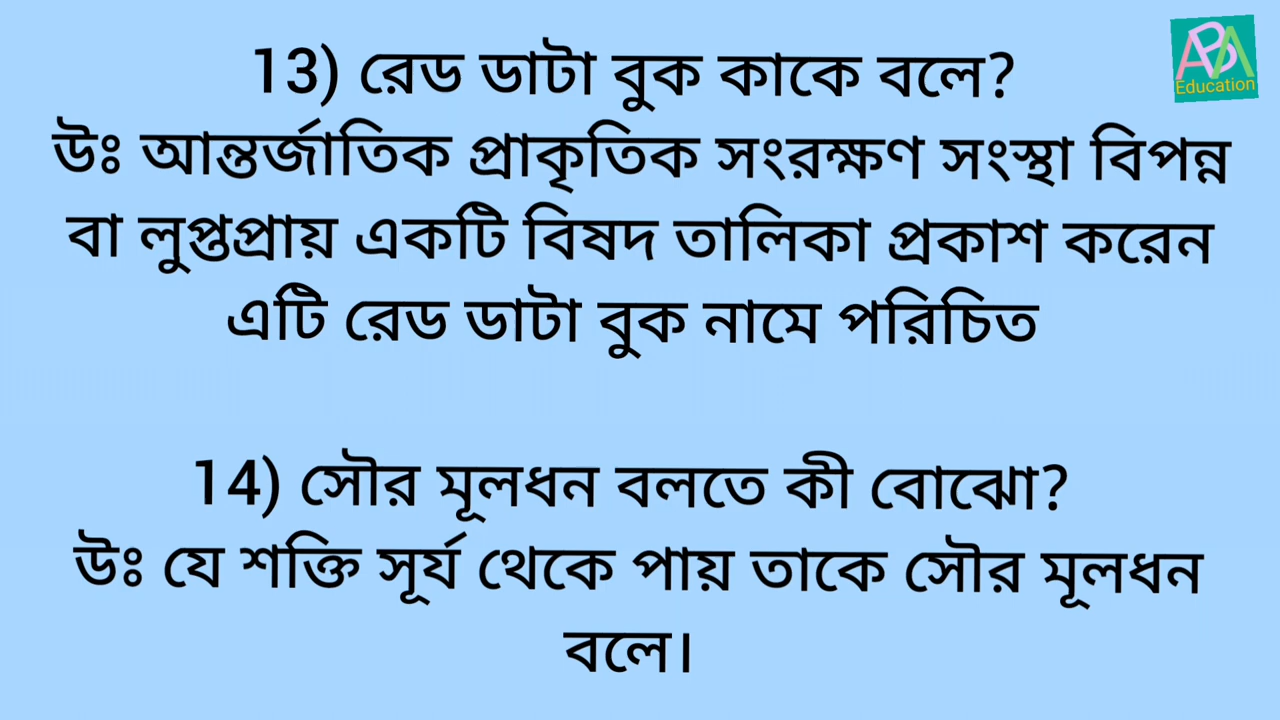 13) রেড ডাটা বুক কাকে বলে?
উঃ আন্তর্জাতিক প্রাকৃতিক সংরক্ষণ সংস্থা বিপন্ন
বা লুপ্তপ্রায় একটি বিষদ তালিকা প্রকাশ করেন
এটি রেড ডাটা বুক নামে পরিচিত
14) সৌর মূলধন বলতে কী বোঝো?
উঃ যে শক্তি সূর্য থেকে পায় তাকে সৌর মূলধন
বলে।
APA
Education